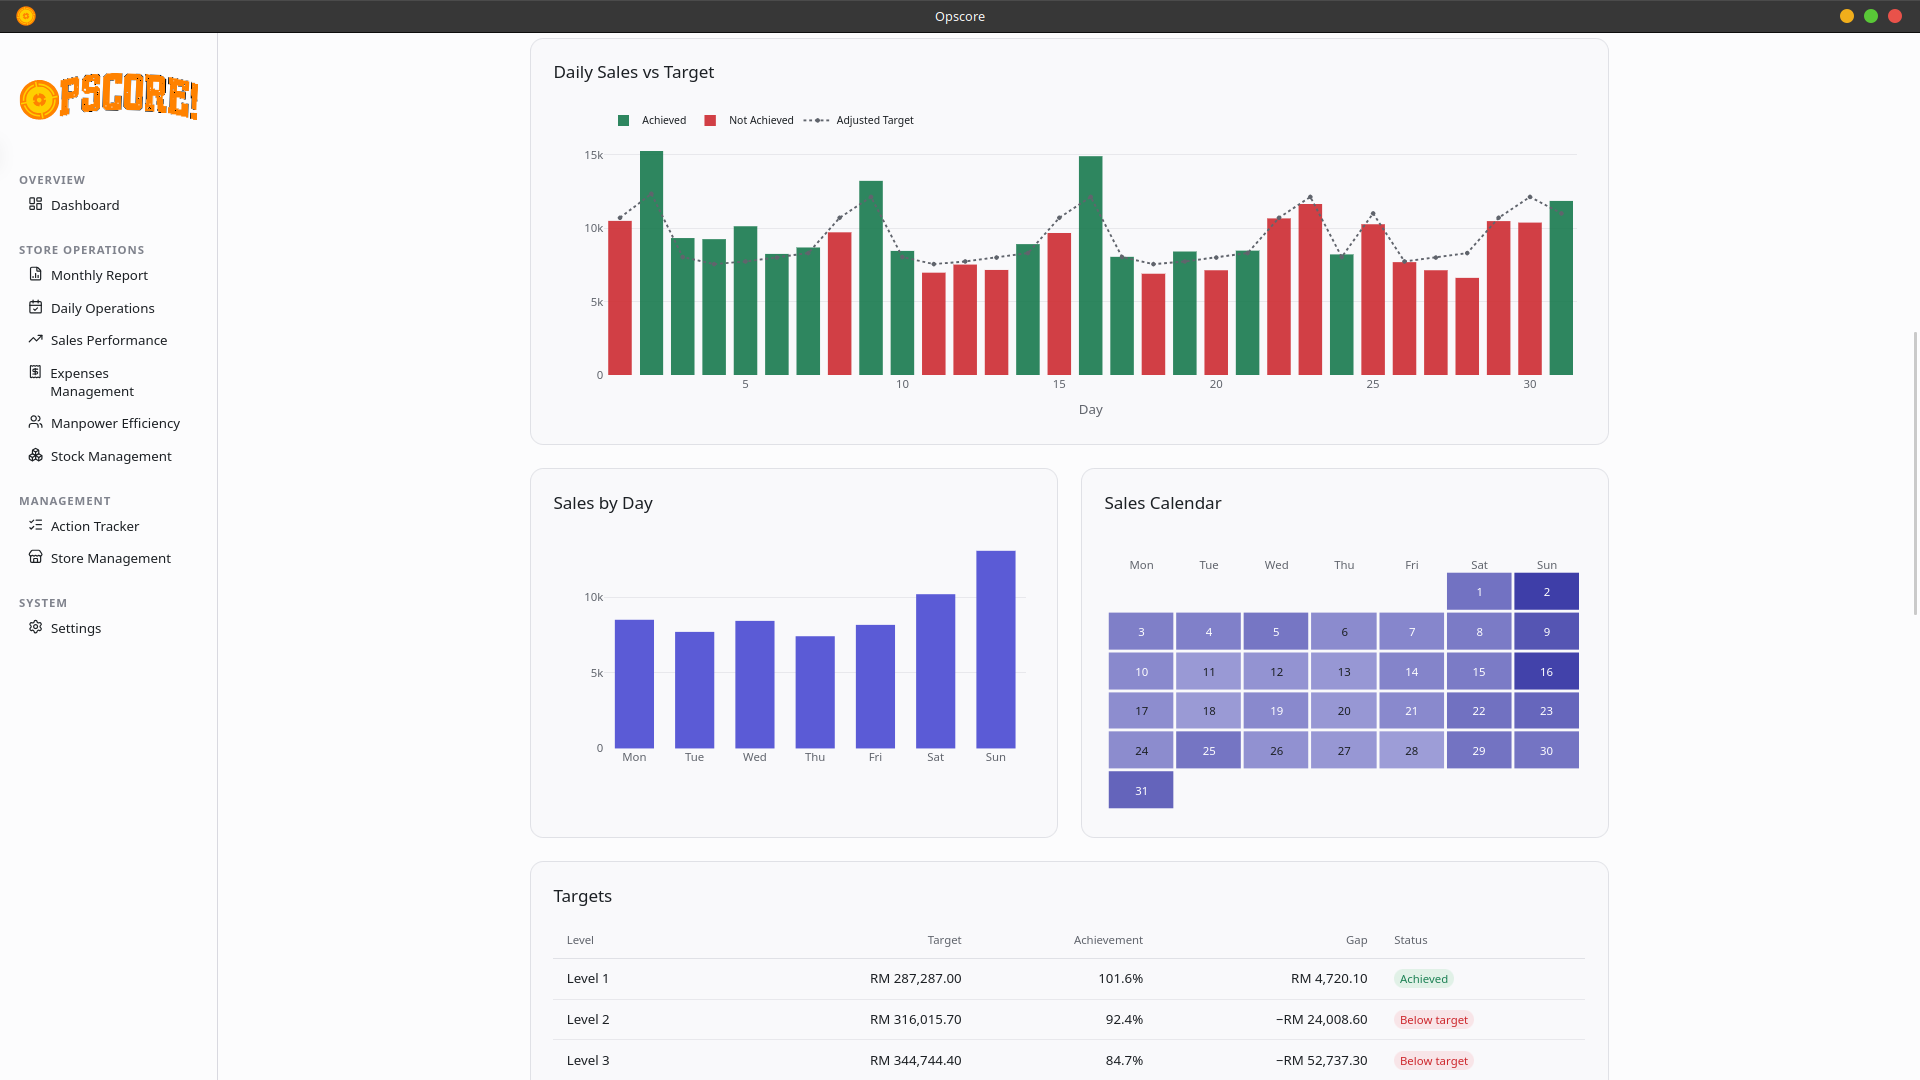 Opscore
OPSCORE!
OVERVIEW
Dashboard
STORE OPERATIONS
Monthly Report
Daily Operations
Sales Performance
Expenses
Management
Manpower Efficiency
Stock Management
MANAGEMENT
Action Tracker
Store Management
SYSTEM
Settings
Daily Sales vs Target
Achieved Not Achieved Adjusted Target
15k
10k
5k
0
5 10 15 20 25 30
Day
Sales by Day
10k
5k
0
Mon Tue Wed Thu Fri Sat Sun
Sales Calendar
Mon Tue Wed Thu Fri Sat Sun
1 2
3 4 5 6 7 8 9
10 11 12 13 14 15 16
17 18 19 20 21 22 23
24 25 26 27 28 29 30
31
Targets
Level Target Achievement Gap Status
Level 1 RM 287,287.00 101.6% RM 4,720.10 Achieved
Level 2 RM 316,015.70 92.4% −RM 24,008.60 Below target
Level 3 RM 344,744.40 84.7% −RM 52,737.30 Below target